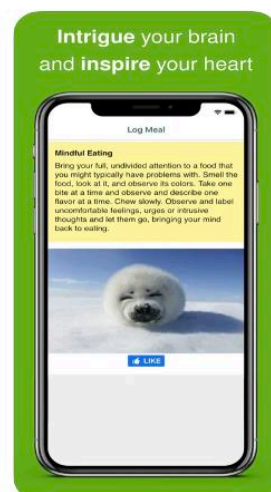 Intrigue your brain
and inspire your heart
Log Meal
Mindful Eating
Bring your full, undivided attention to a food that
you might typically have problems with. Smell the
food, look at it, and observe its colors. Take one
bite at a time and observe and describe one
flavor at a time. Chew slowly. Observe and label
uncomfortable feelings, urges or intrusive
thoughts and let them go, bringing your mind
back to eating.
LIKE